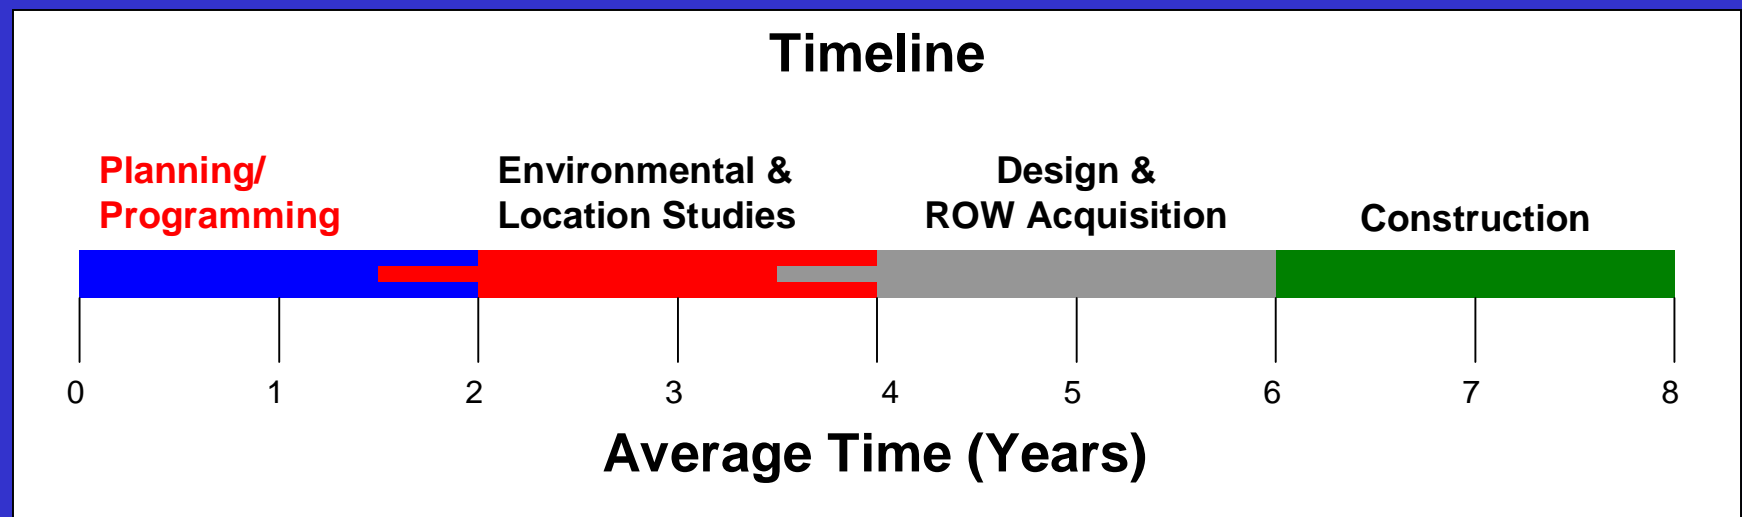 Timeline
Planning/
Programming
Environmental &
Location Studies
Design &
ROW Acquisition
Construction
0 1 2 3 4 5 6 7 8
Average Time (Years)